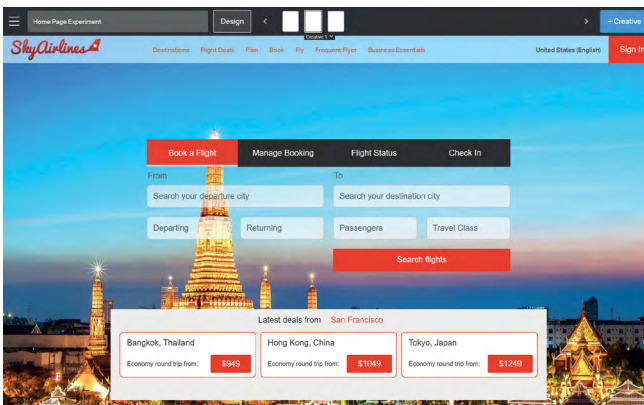 Home Page Experiment
Design
Creative 1
+ Creative
SkyAirlines
Destinations Flight Deals Plan Book Fly Frequent Flyer Business Essentials
United States (English)
Sign In
Book a Flight Manage Booking Flight Status Check In
From To
Search your departure city Search your destination city
Departing Returning Passengers Travel Class
Search flights
Latest deals from San Francisco
Bangkok, Thailand Hong Kong, China Tokyo, Japan
Economy round trip from: $949 Economy round trip from: $1049 Economy round trip from: $1249